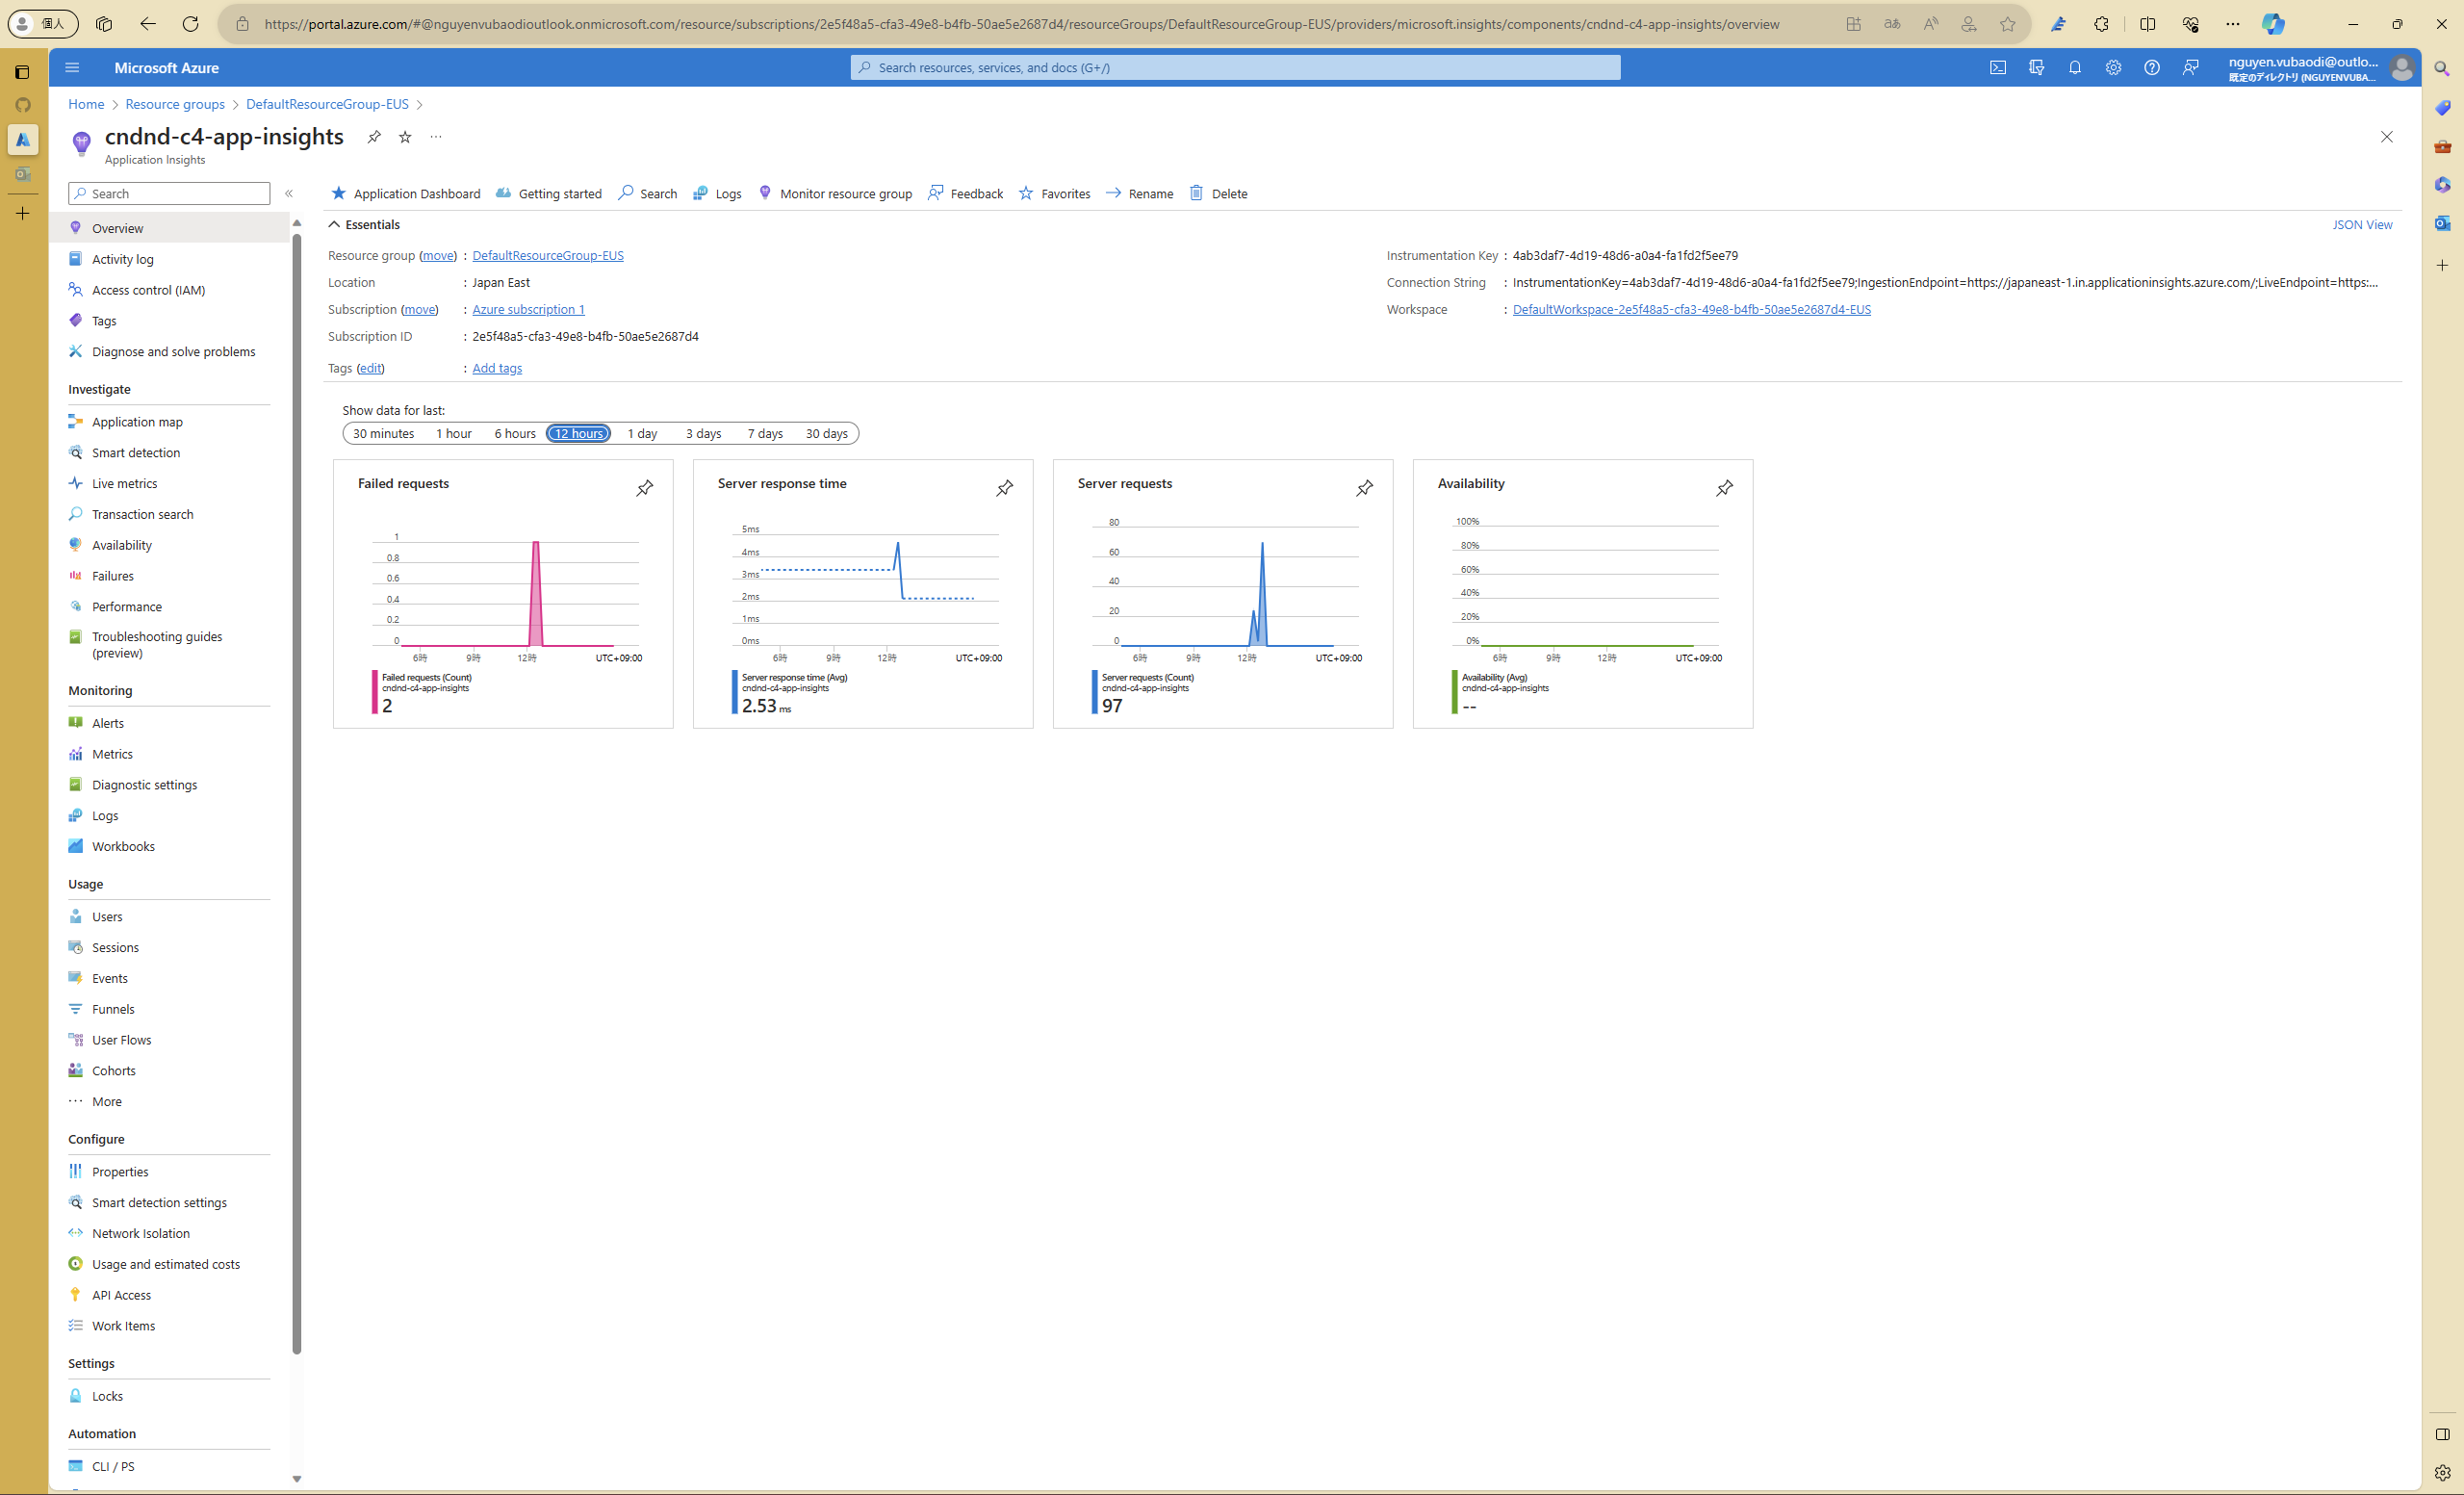 個人
https://portal.azure.com/#@nguyenvubaodioutlook.onmicrosoft.com/resource/subscriptions/2e5f48a5-cfa3-49e8-b4fb-50ae5e2687d4/resourceGroups/DefaultResourceGroup-EUS/providers/microsoft.insights/components/cndnd-c4-app-insights/overview
Microsoft Azure
Search resources, services, and docs (G+/)
nguyen.vubaodi@outlo...
既定のディレクトリ (NGUYENVUBA...
Home > Resource groups > DefaultResourceGroup-EUS >
cndnd-c4-app-insights
Application Insights
Search
Application Dashboard
Getting started
Search
Logs
Monitor resource group
Feedback
Favorites
Rename
Delete
Overview
Activity log
Access control (IAM)
Tags
Diagnose and solve problems
Investigate
Application map
Smart detection
Live metrics
Transaction search
Availability
Failures
Performance
Troubleshooting guides
(preview)
Monitoring
Alerts
Metrics
Diagnostic settings
Logs
Workbooks
Usage
Users
Sessions
Events
Funnels
User Flows
Cohorts
More
Configure
Properties
Smart detection settings
Network Isolation
Usage and estimated costs
API Access
Work Items
Settings
Locks
Automation
CLI / PS
Essentials
JSON View
Resource group (move) : DefaultResourceGroup-EUS
Location : Japan East
Subscription (move) : Azure subscription 1
Subscription ID : 2e5f48a5-cfa3-49e8-b4fb-50ae5e2687d4
Tags (edit) : Add tags
Instrumentation Key : 4ab3daf7-4d19-48d6-a0a4-fa1fd2f5ee79
Connection String : InstrumentationKey=4ab3daf7-4d19-48d6-a0a4-fa1fd2f5ee79;IngestionEndpoint=https://japaneast-1.in.applicationinsights.azure.com/;LiveEndpoint=https:...
Workspace : DefaultWorkspace-2e5f48a5-cfa3-49e8-b4fb-50ae5e2687d4-EUS
Show data for last:
30 minutes 1 hour 6 hours 12 hours 1 day 3 days 7 days 30 days
Failed requests
1
0.8
0.6
0.4
0.2
0
6時 9時 12時 UTC+09:00
Failed requests (Count)
cndnd-c4-app-insights
2
Server response time
5ms
4ms
3ms
2ms
1ms
0ms
6時 9時 12時 UTC+09:00
Server response time (Avg)
cndnd-c4-app-insights
2.53 ms
Server requests
80
60
40
20
0
6時 9時 12時 UTC+09:00
Server requests (Count)
cndnd-c4-app-insights
97
Availability
100%
80%
60%
40%
20%
0%
6時 9時 12時 UTC+09:00
Availability (Avg)
cndnd-c4-app-insights
--